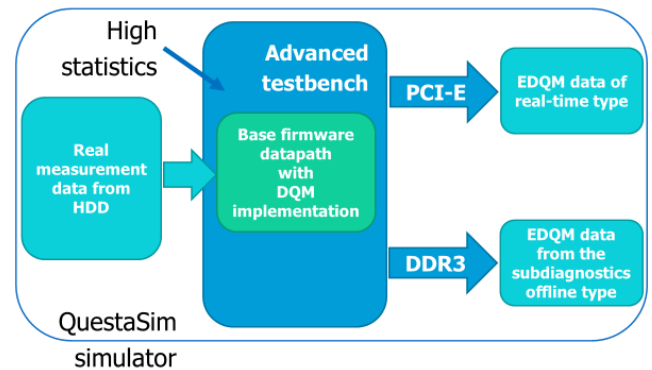 High
statistics
Advanced
testbench
PCI-E
EDQM data of
real-time type
Real
measurement
data from
HDD
Base firmware
datapath
with
DQM
implementation
DDR3
EDQM data
from the
subdiagnostics
offline type
QuestaSim
simulator